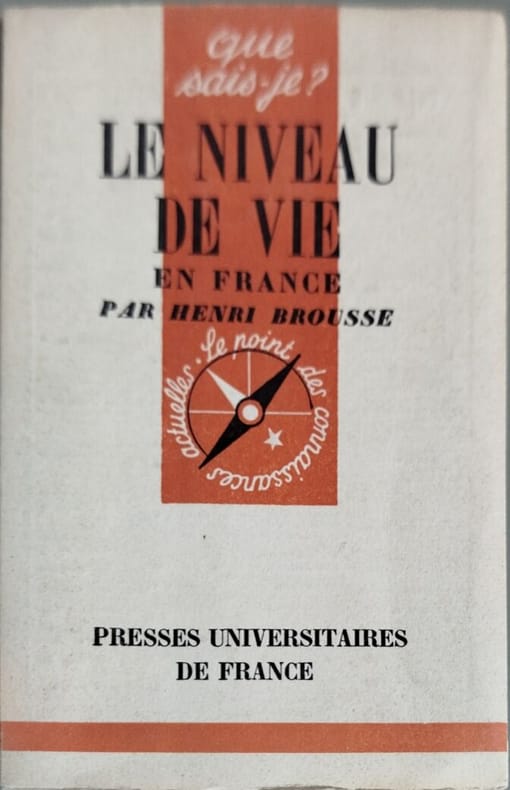 que
sais-je?
LE NIVEAU
DE VIE
EN FRANCE
PAR HENRI BROUSSE
Le point des connaissances actuelles.
PRESSES UNIVERSITAIRES
DE FRANCE